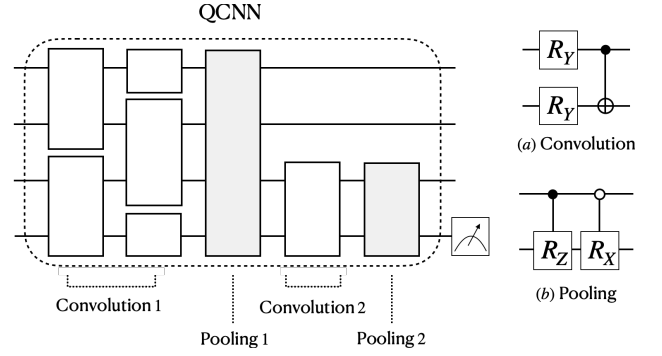 QCNN
R_Y
R_Y
(a) Convolution
R_Z R_X
(b) Pooling
Convolution 1
Convolution 2
Pooling 1
Pooling 2